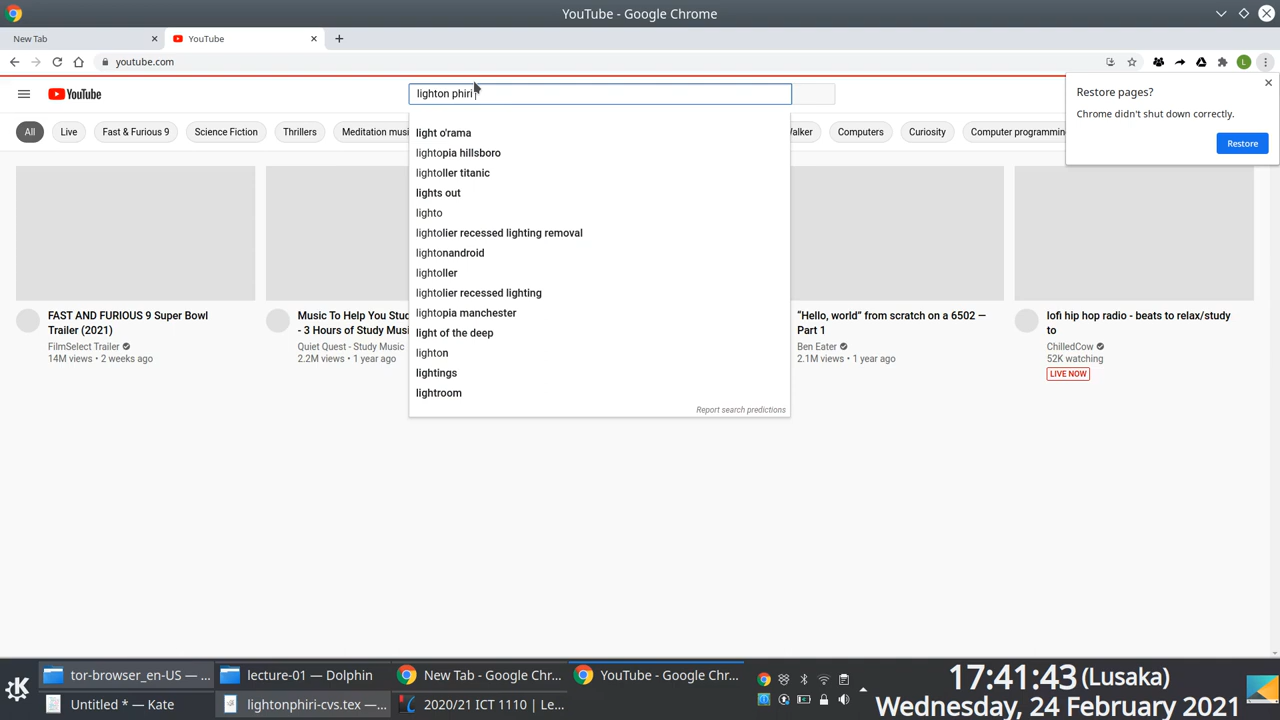 YouTube - Google Chrome
New Tab
YouTube
youtube.com
L
YouTube
lighton phiri
Restore pages?
Chrome didn't shut down correctly.
Restore
All
Live
Fast & Furious 9
Science Fiction
Thrillers
Meditation musi
alker
Computers
Curiosity
Computer programmin
light o'rama
lightopia hillsboro
lightoller titanic
lights out
lighto
lightolier recessed lighting removal
lightonandroid
lightoller
lightolier recessed lighting
lightopia manchester
light of the deep
lighton
lightings
lightroom
Report search predictions
FAST AND FURIOUS 9 Super Bowl
Trailer (2021)
FilmSelect Trailer
14M views • 2 weeks ago
Music To Help You Stud
- 3 Hours of Study Musi
Quiet Quest - Study Music
2.2M views • 1 year ago
“Hello, world” from scratch on a 6502 —
Part 1
Ben Eater
2.1M views • 1 year ago
lofi hip hop radio - beats to relax/study
to
ChilledCow
52K watching
LIVE NOW
tor-browser_en-US — ...
lecture-01 — Dolphin
New Tab - Google Chr...
YouTube - Google Chr...
Untitled * — Kate
lightonphiri-cvs.tex —...
2020/21 ICT 1110 | Le...
17:41:43 (Lusaka)
Wednesday, 24 February 2021